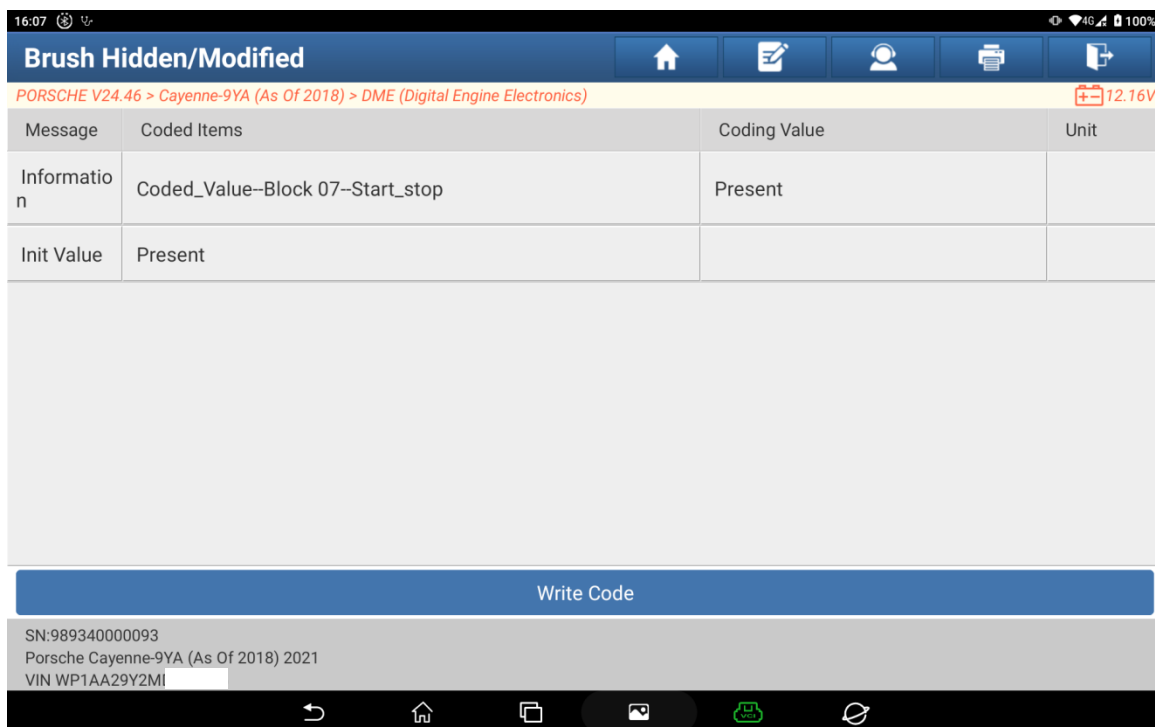 16:07 4G 100%
Brush Hidden/Modified
PORSCHE V24.46 > Cayenne-9YA (As Of 2018) > DME (Digital Engine Electronics) 12.16V
Message Coded Items Coding Value Unit
Informatio
n Coded_Value--Block 07--Start_stop Present
Init Value Present
Write Code
SN:989340000093
Porsche Cayenne-9YA (As Of 2018) 2021
VIN WP1AA29Y2M
VCI